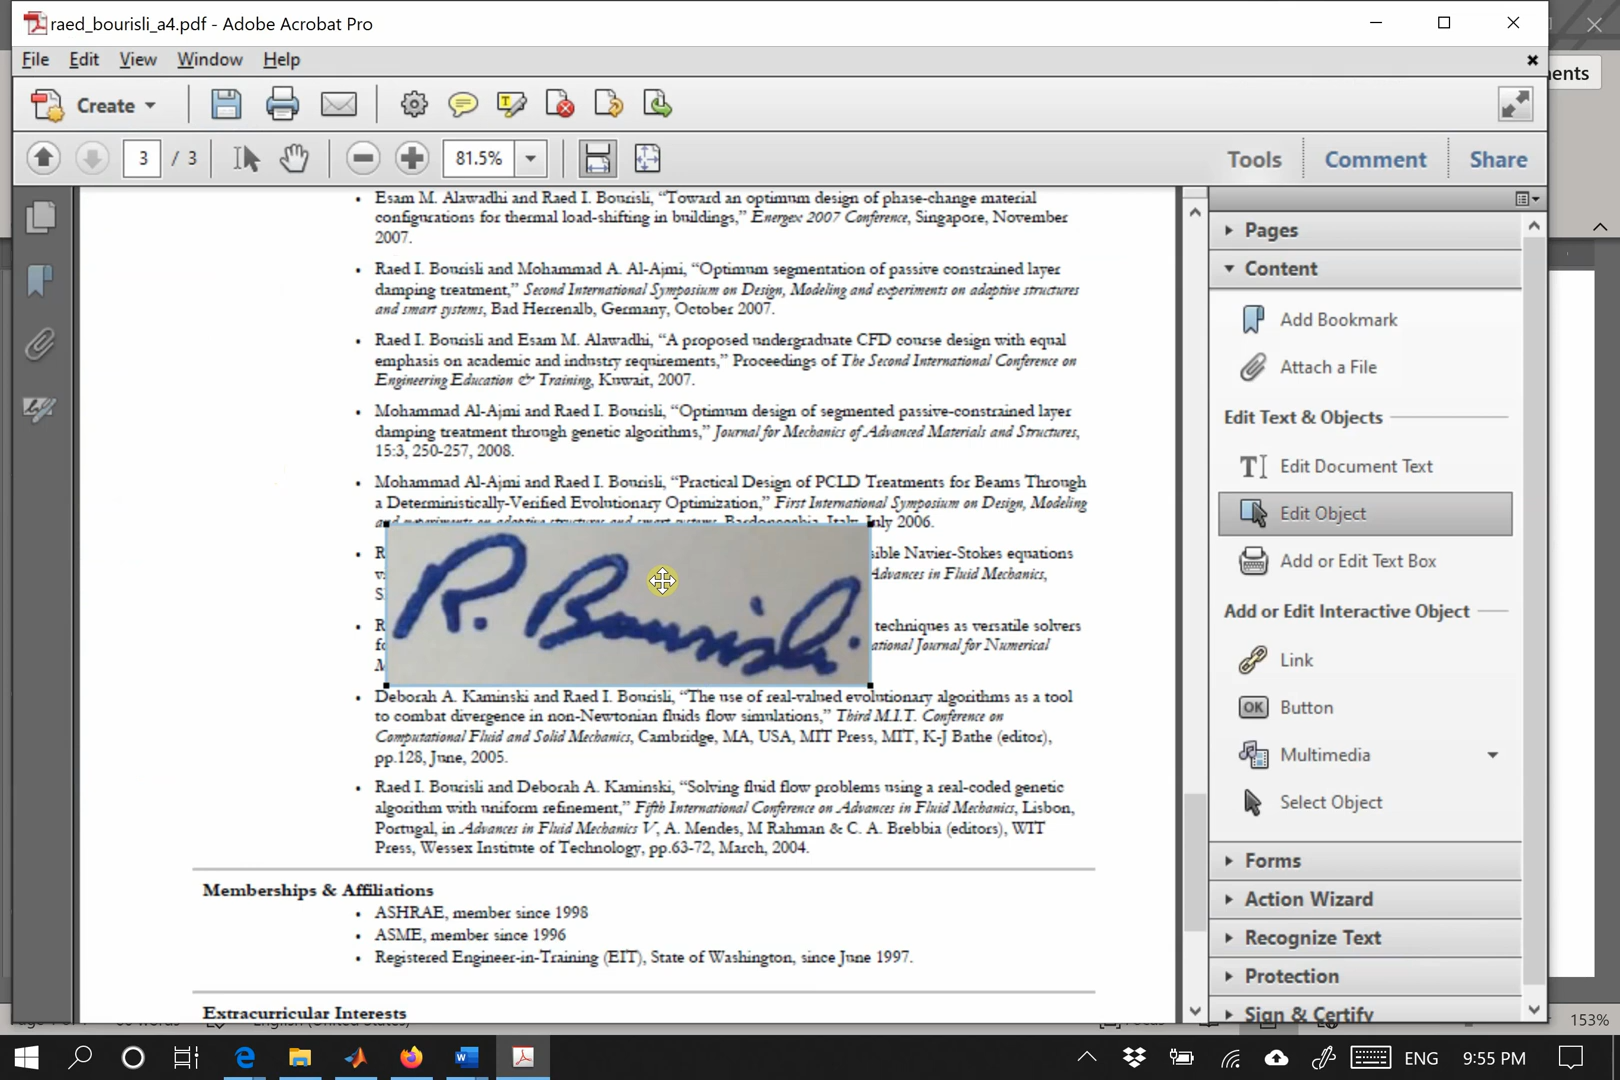 raed_bourisli_a4.pdf - Adobe Acrobat Pro
File Edit View Window Help
ents
Create
3 / 3 81.5% Tools Comment Share
• Esam M. Alawadhi and Raed I. Bourisli, “Toward an optimum design of phase-change material
configurations for thermal load-shifting in buildings,” Energex 2007 Conference, Singapore, November
2007.
• Raed I. Bourisli and Mohammad A. Al-Ajmi, “Optimum segmentation of passive constrained layer
damping treatment,” Second International Symposium on Design, Modeling and experiments on adaptive structures
and smart systems, Bad Herrenalb, Germany, October 2007.
• Raed I. Bourisli and Esam M. Alawadhi, “A proposed undergraduate CFD course design with equal
emphasis on academic and industry requirements,” Proceedings of The Second International Conference on
Engineering Education & Training, Kuwait, 2007.
• Mohammad Al-Ajmi and Raed I. Bourisli, “Optimum design of segmented passive-constrained layer
damping treatment through genetic algorithms,” Journal for Mechanics of Advanced Materials and Structures,
15:3, 250-257, 2008.
• Mohammad Al-Ajmi and Raed I. Bourisli, “Practical Design of PCLD Treatments for Beams Through
a Deterministically-Verified Evolutionary Optimization,” First International Symposium on Design, Modeling
and experiments on adaptive structures and smart systems, Bardonecchia, Italy, July 2006.
• R sible Navier-Stokes equations
v Advances in Fluid Mechanics,
S
• R techniques as versatile solvers
fo ational Journal for Numerical
M
R. Bourisli.
• Deborah A. Kaminski and Raed I. Bourisli, “The use of real-valued evolutionary algorithms as a tool
to combat divergence in non-Newtonian fluids flow simulations,” Third M.I.T. Conference on
Computational Fluid and Solid Mechanics, Cambridge, MA, USA, MIT Press, MIT, K-J Bathe (editor),
pp.128, June, 2005.
• Raed I. Bourisli and Deborah A. Kaminski, “Solving fluid flow problems using a real-coded genetic
algorithm with uniform refinement,” Fifth International Conference on Advances in Fluid Mechanics, Lisbon,
Portugal, in Advances in Fluid Mechanics V, A. Mendes, M Rahman & C. A. Brebbia (editors), WIT
Press, Wessex Institute of Technology, pp.63-72, March, 2004.
Memberships & Affiliations
• ASHRAE, member since 1998
• ASME, member since 1996
• Registered Engineer-in-Training (EIT), State of Washington, since June 1997.
Extracurricular Interests
Pages
Content
Add Bookmark
Attach a File
Edit Text & Objects
Edit Document Text
Edit Object
Add or Edit Text Box
Add or Edit Interactive Object
Link
OK Button
Multimedia
Select Object
Forms
Action Wizard
Recognize Text
Protection
Sign & Certify
153%
ENG 9:55 PM